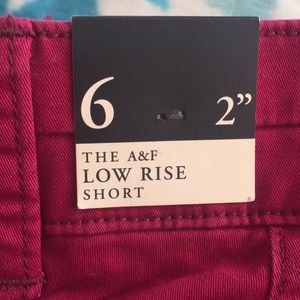 6 2”
THE A&F
LOW RISE
SHORT